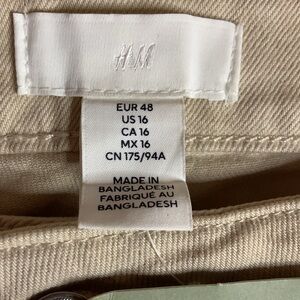 H&M
EUR 48
US 16
CA 16
MX 16
CN 175/94A
MADE IN
BANGLADESH
FABRIQUÉ AU
BANGLADESH